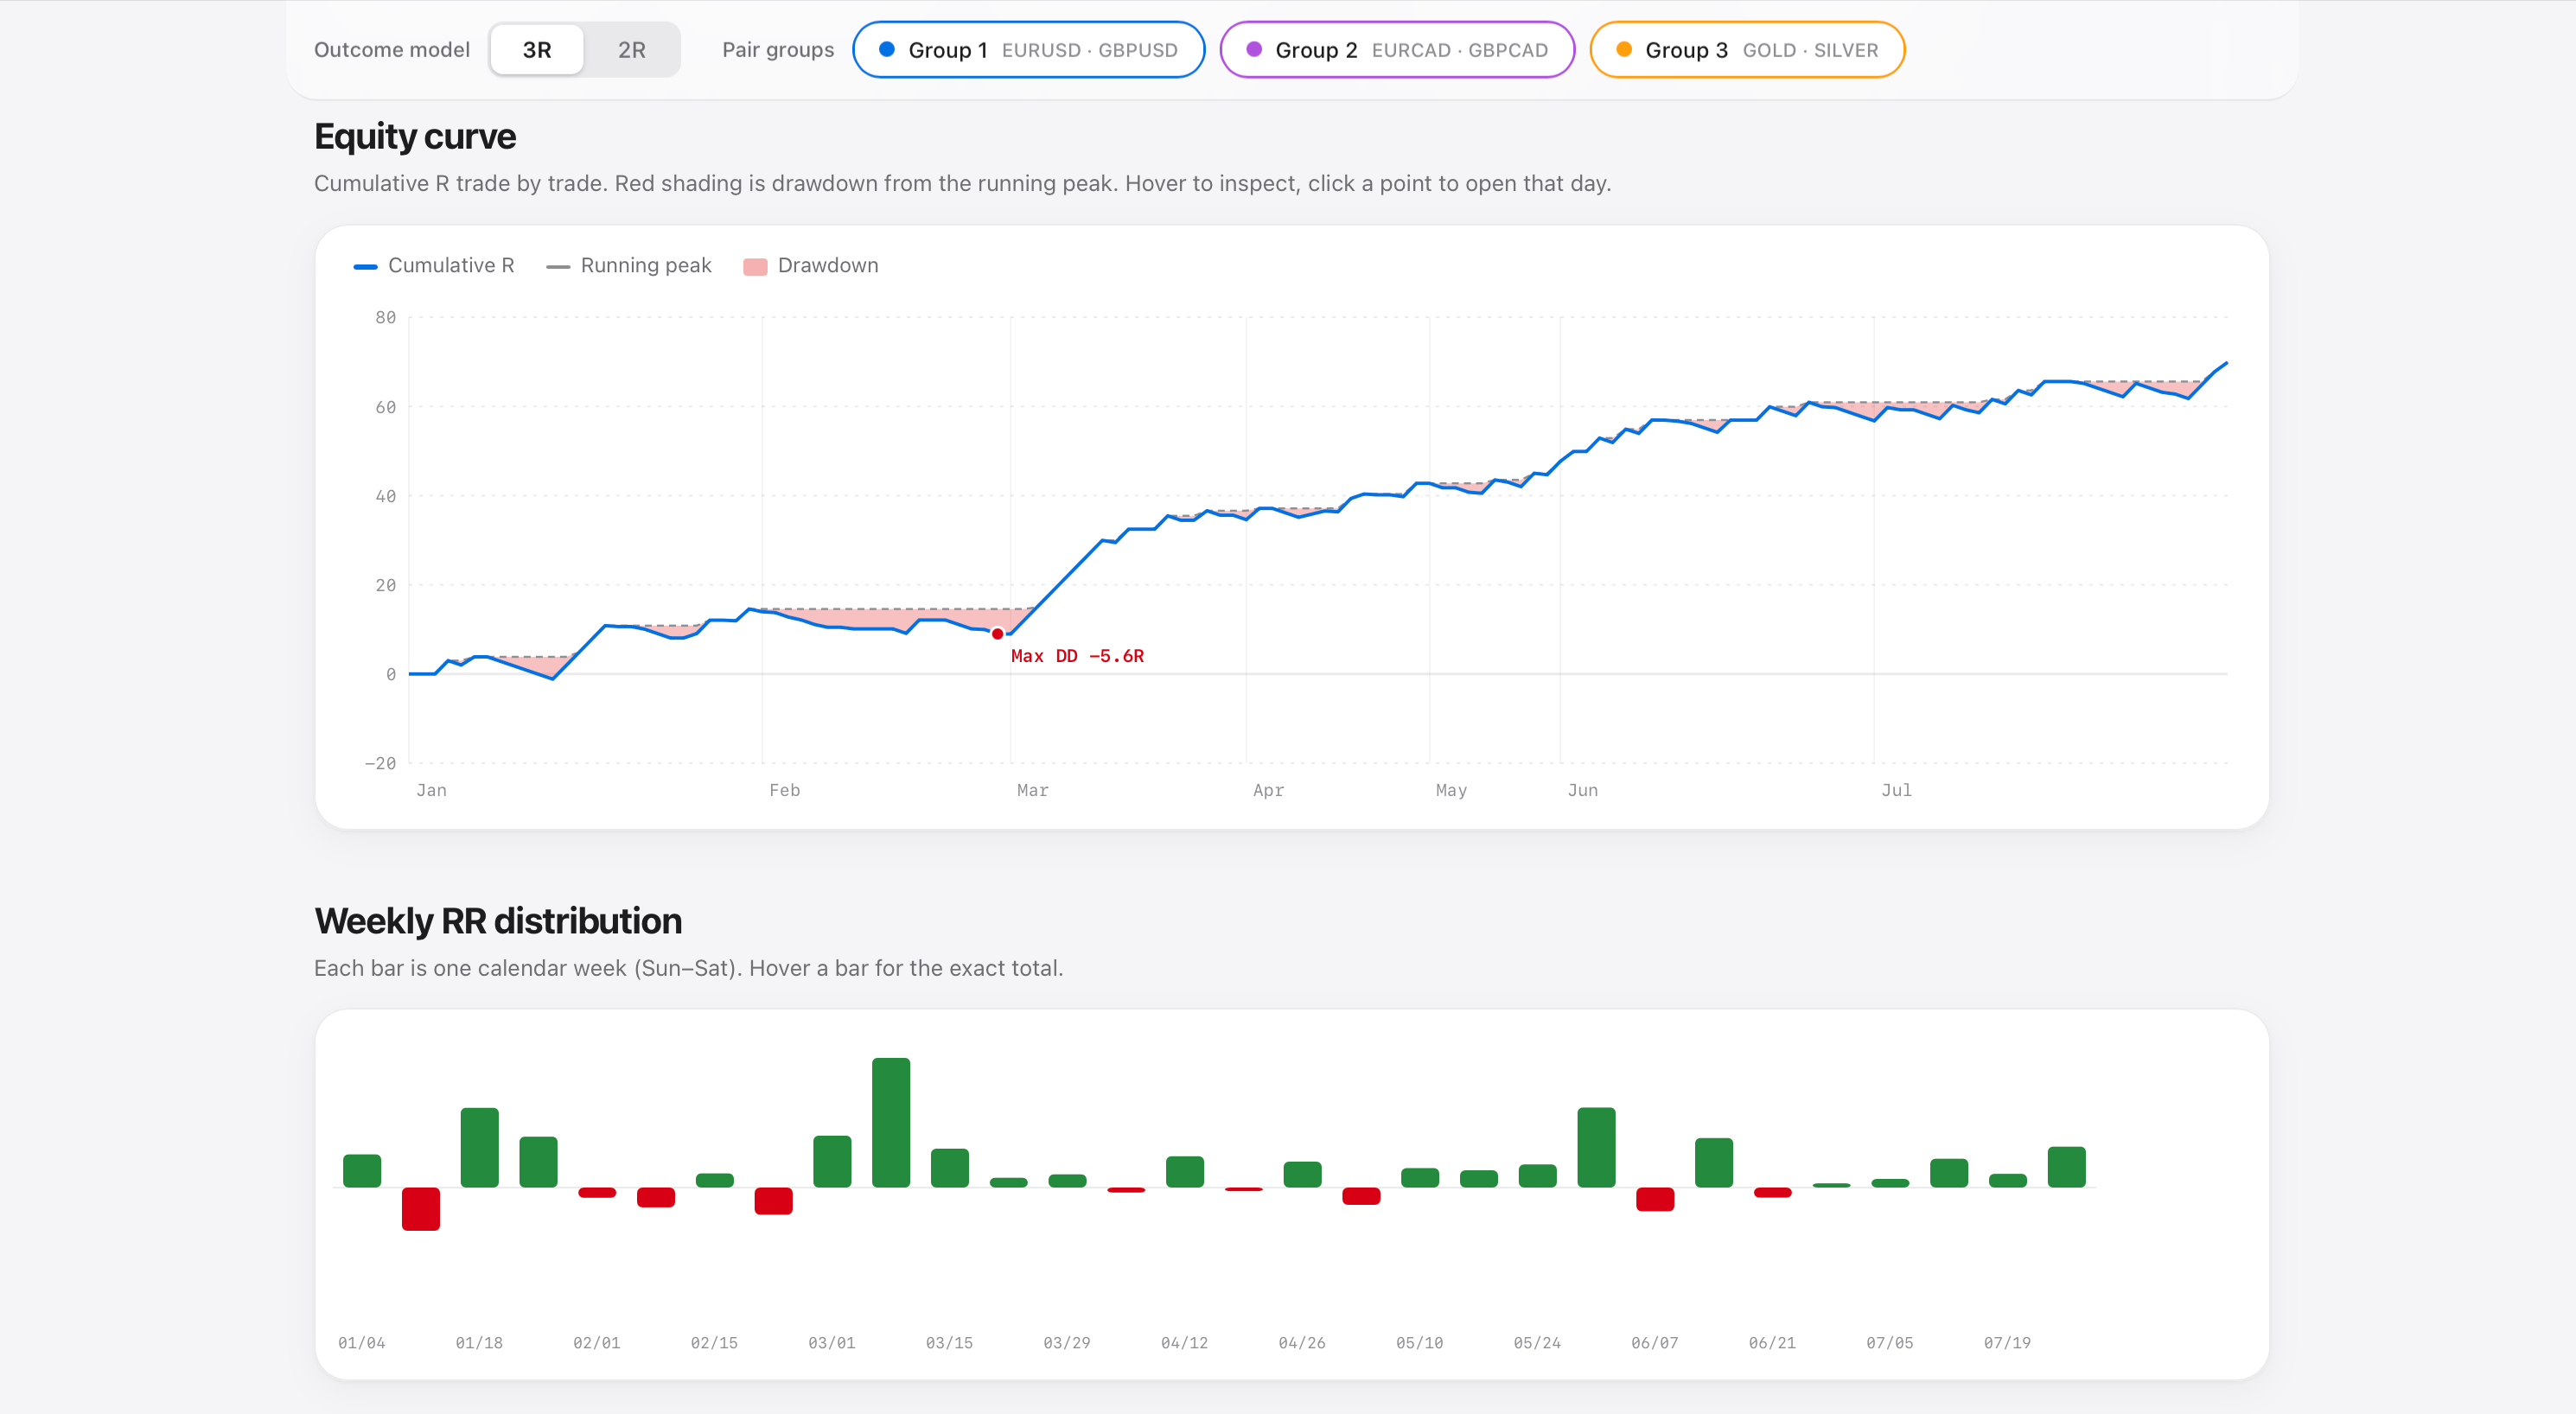 Outcome model 3R 2R Pair groups Group 1 EURUSD · GBPUSD Group 2 EURCAD · GBPCAD Group 3 GOLD · SILVER
Equity curve
Cumulative R trade by trade. Red shading is drawdown from the running peak. Hover to inspect, click a point to open that day.
Cumulative R Running peak Drawdown
80
60
40
20
0
−20
Max DD −5.6R
Jan Feb Mar Apr May Jun Jul
Weekly RR distribution
Each bar is one calendar week (Sun–Sat). Hover a bar for the exact total.
01/04 01/18 02/01 02/15 03/01 03/15 03/29 04/12 04/26 05/10 05/24 06/07 06/21 07/05 07/19